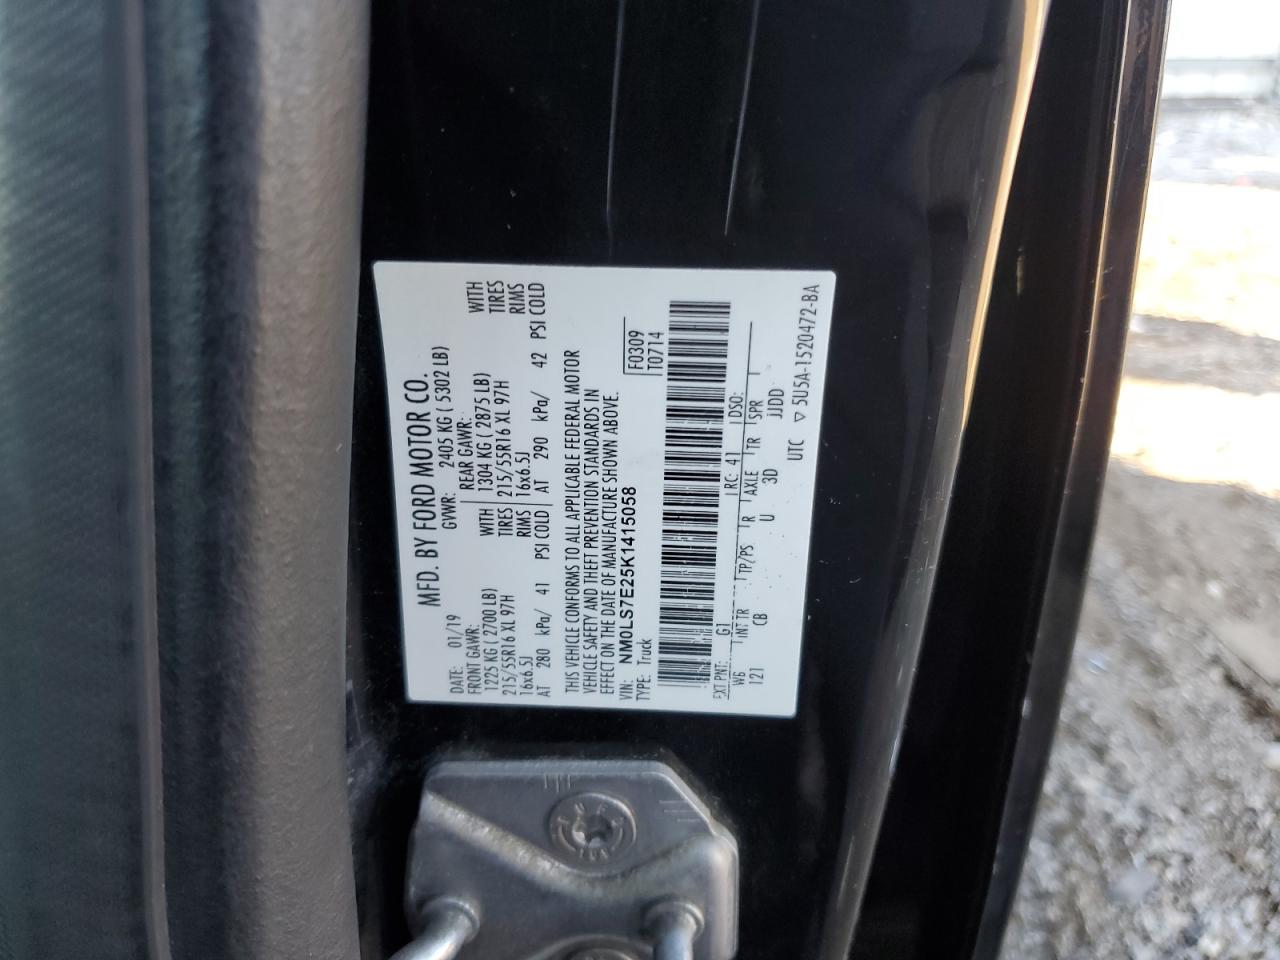 MFD. BY FORD MOTOR CO.
DATE: 01/19 GVWR: 2405 KG ( 5302 LB)
FRONT GAWR: REAR GAWR:
1225 KG ( 2700 LB) WITH 1304 KG ( 2875 LB) WITH
215/55R16 XL 97H TIRES 215/55R16 XL 97H TIRES
16x6.5J RIMS 16x6.5J RIMS
AT 280 kPa/ 41 PSI COLD AT 290 kPa/ 42 PSI COLD
THIS VEHICLE CONFORMS TO ALL APPLICABLE FEDERAL MOTOR
VEHICLE SAFETY AND THEFT PREVENTION STANDARDS IN
EFFECT ON THE DATE OF MANUFACTURE SHOWN ABOVE.
VIN: NM0LS7E25K1415058 F0309
TYPE: Truck T0714
EXT PNT: G1 RC: 41 DSO:
W6 INT TR TP/PS R AXLE TR SPR
121 CB U 3D JJDD
UTC ▽ 5U5A-1520472-BA